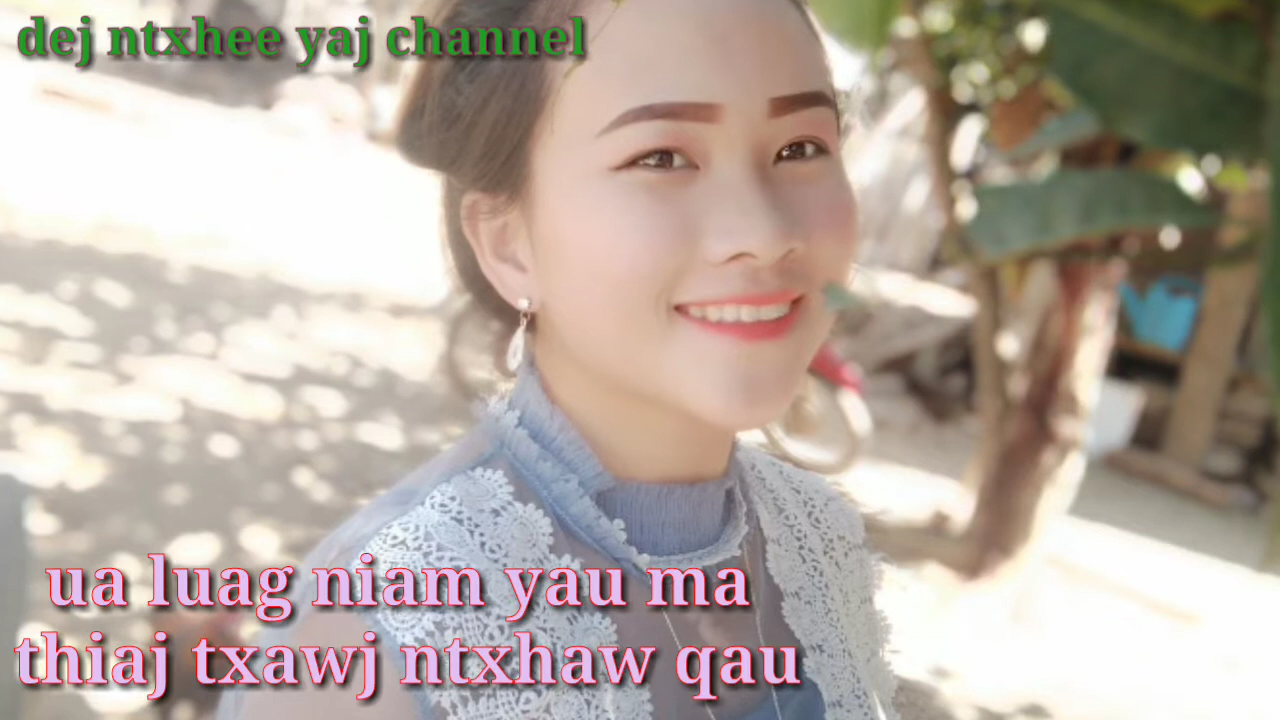 dej ntxhee yaj channel
ua luag niam yau ma
thiaj txawj ntxhaw qau